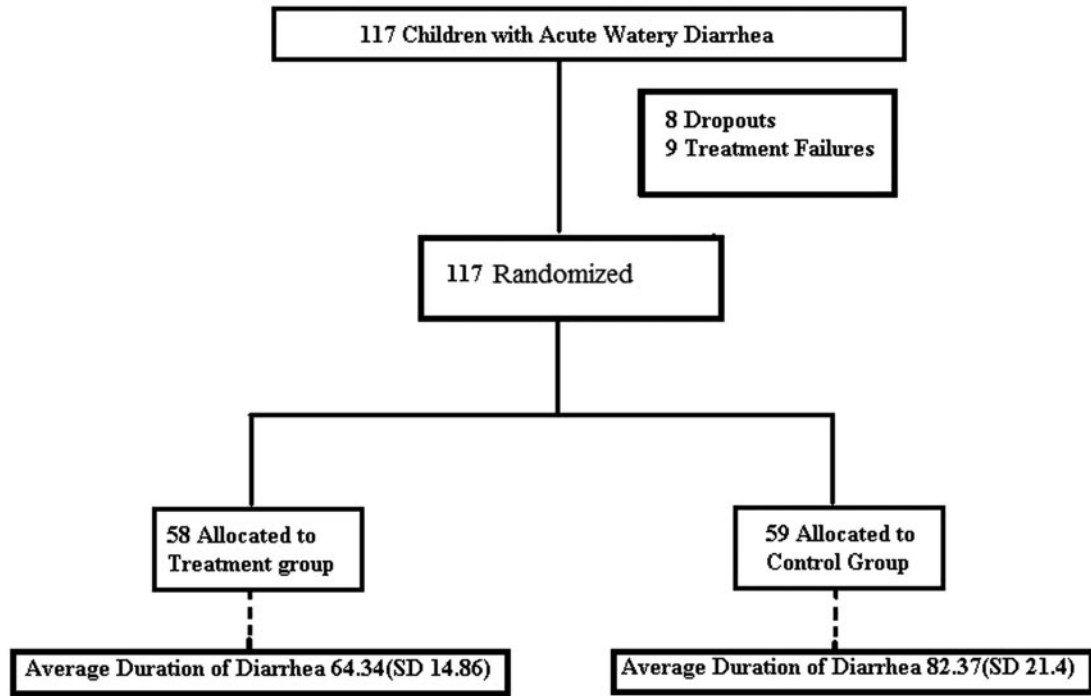 117 Children with Acute Watery Diarrhea
8 Dropouts
9 Treatment Failures
117 Randomized
58 Allocated to
Treatment group
59 Allocated to
Control Group
Average Duration of Diarrhea 64.34(SD 14.86)
Average Duration of Diarrhea 82.37(SD 21.4)